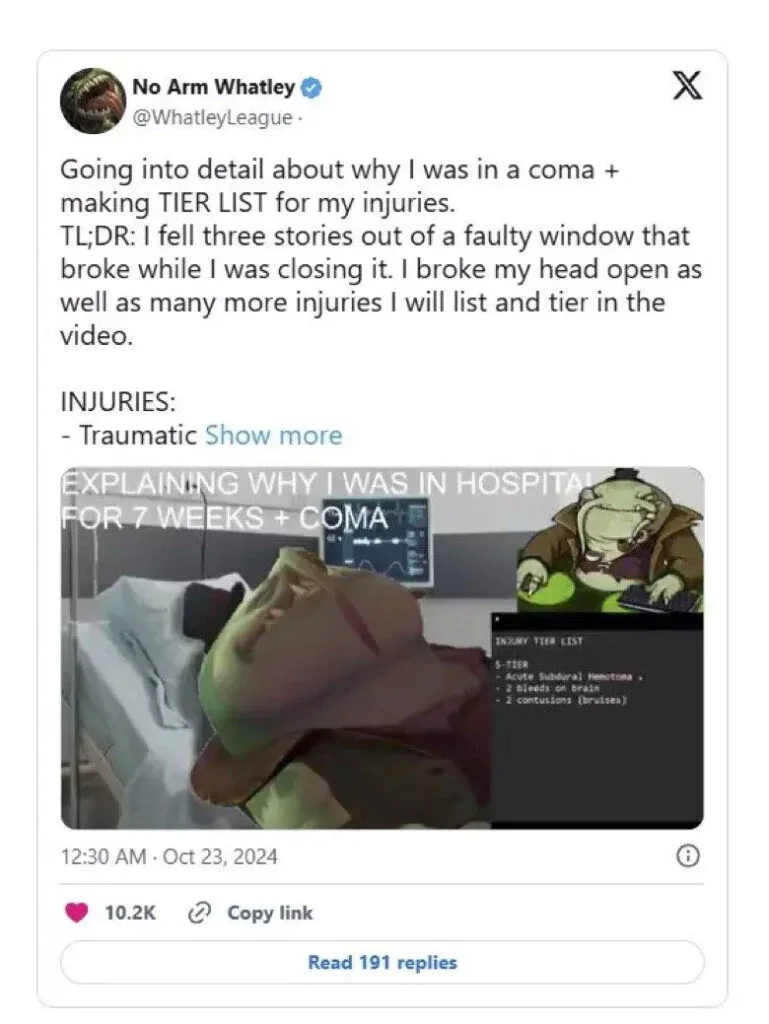 No Arm Whatley
@WhatleyLeague ·
Going into detail about why I was in a coma +
making TIER LIST for my injuries.
TL;DR: I fell three stories out of a faulty window that
broke while I was closing it. I broke my head open as
well as many more injuries I will list and tier in the
video.
INJURIES:
- Traumatic Show more
EXPLAINING WHY I WAS IN HOSPITAL
FOR 7 WEEKS + COMA
INJURY TIER LIST
S-TIER
- Acute Subdural Hemotoma
- 2 bleeds on brain
- 2 contusions (bruises)
12:30 AM · Oct 23, 2024
10.2K Copy link
Read 191 replies